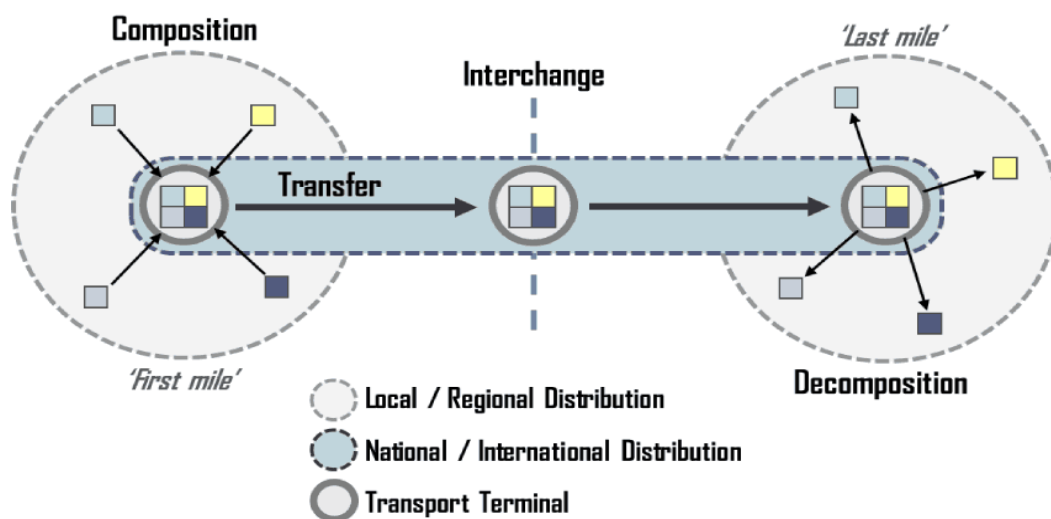 Composition
'Last mile'
Interchange
Transfer
'First mile'
Decomposition
Local / Regional Distribution
National / International Distribution
Transport Terminal